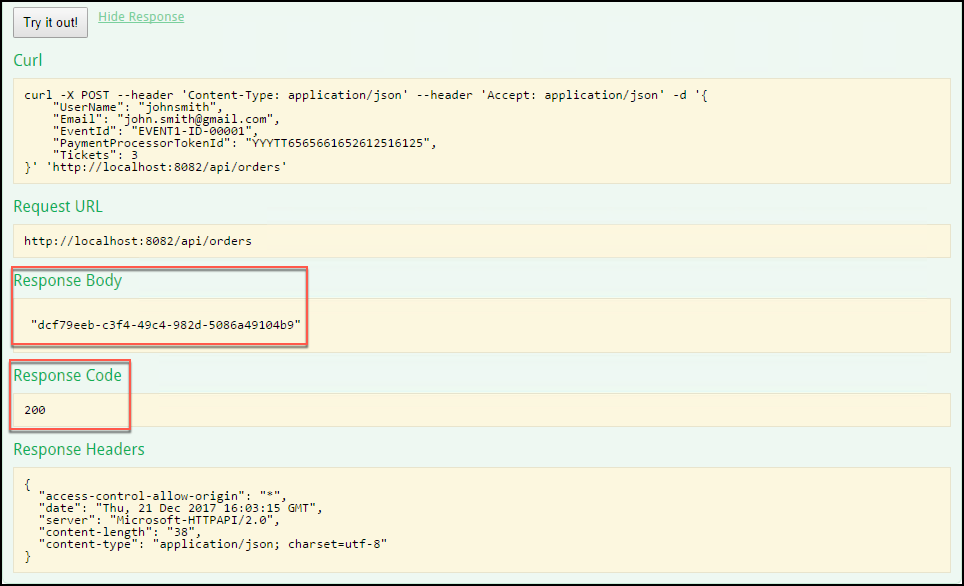 Try it out! Hide Response
Curl
curl -X POST --header 'Content-Type: application/json' --header 'Accept: application/json' -d '{
    "UserName": "johnsmith",
    "Email": "john.smith@gmail.com",
    "EventId": "EVENT1-ID-00001",
    "PaymentProcessorTokenId": "YYYTT6565661652612516125",
    "Tickets": 3
}' 'http://localhost:8082/api/orders'
Request URL
http://localhost:8082/api/orders
Response Body
"dcf79eeb-c3f4-49c4-982d-5086a49104b9"
Response Code
200
Response Headers
{
  "access-control-allow-origin": "*",
  "date": "Thu, 21 Dec 2017 16:03:15 GMT",
  "server": "Microsoft-HTTPAPI/2.0",
  "content-length": "38",
  "content-type": "application/json; charset=utf-8"
}